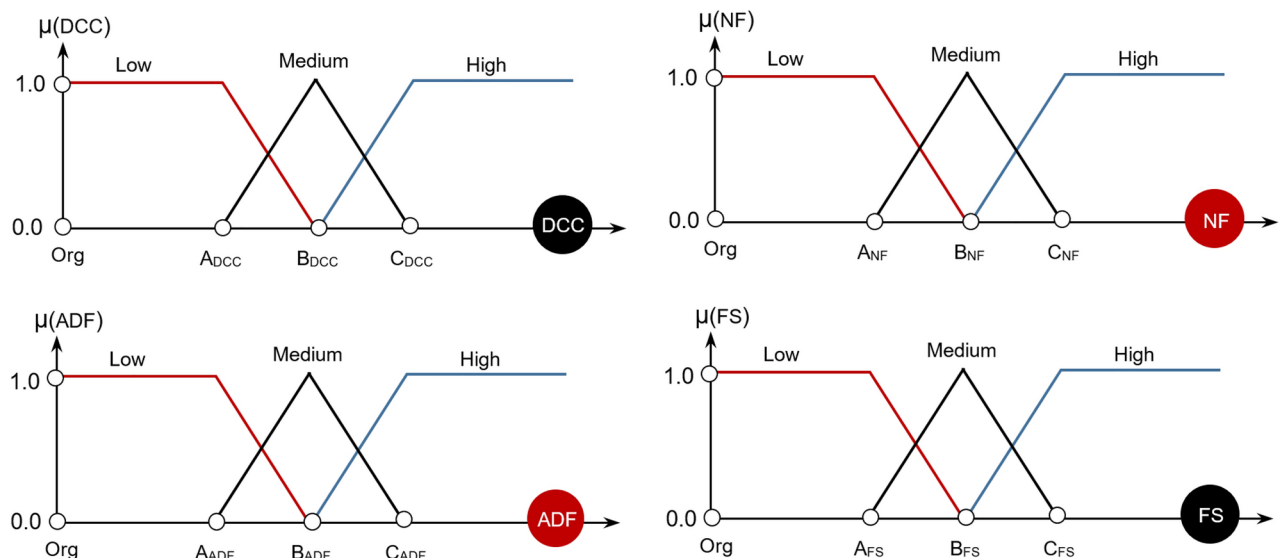 μ(DCC)
Low Medium High
1.0
0.0
Org ADCC BDCC CDCC
DCC
μ(NF)
Low Medium High
1.0
0.0
Org ANF BNF CNF
NF
μ(ADF)
Low Medium High
1.0
0.0
Org AADF BADF CADF
ADF
μ(FS)
Low Medium High
1.0
0.0
Org AFS BFS CFS
FS